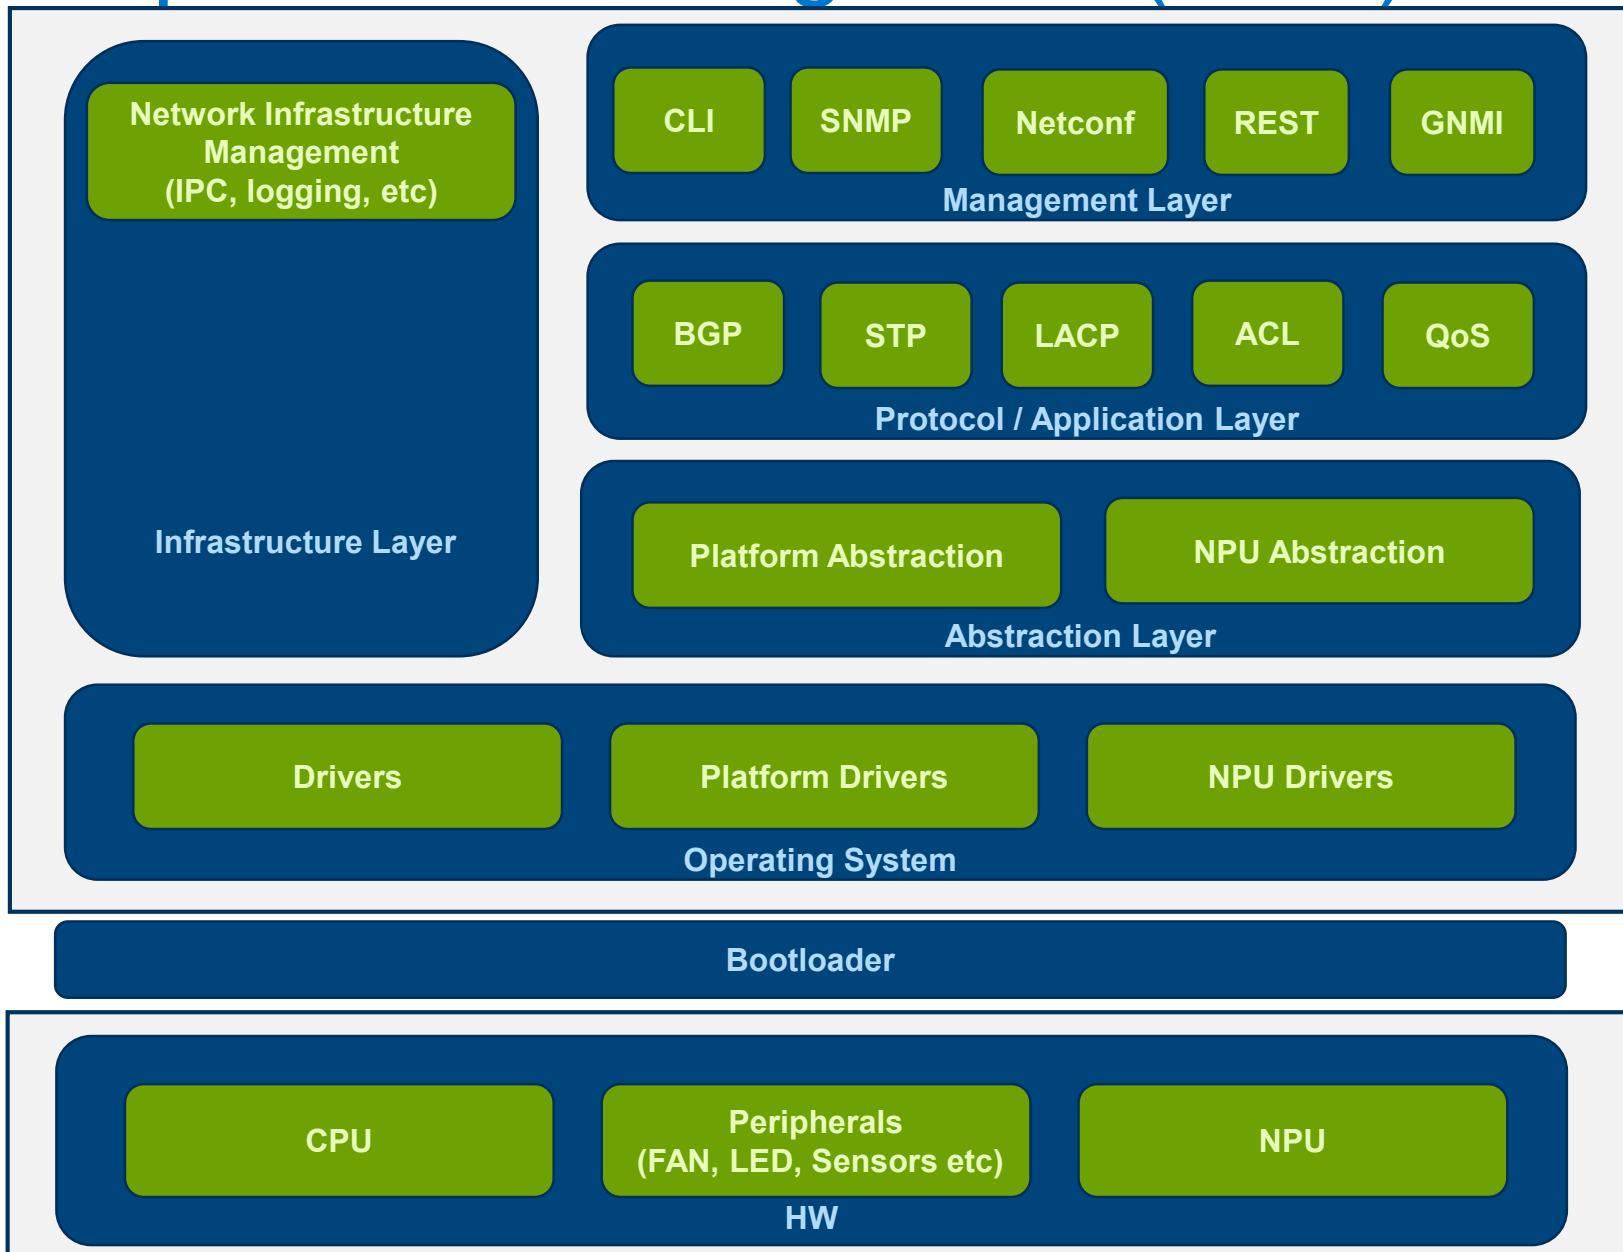 Network Infrastructure
Management
(IPC, logging, etc)
Infrastructure Layer
CLI
SNMP
Netconf
REST
GNMI
Management Layer
BGP
STP
LACP
ACL
QoS
Protocol / Application Layer
Platform Abstraction
NPU Abstraction
Abstraction Layer
Drivers
Platform Drivers
NPU Drivers
Operating System
Bootloader
CPU
Peripherals
(FAN, LED, Sensors etc)
NPU
HW